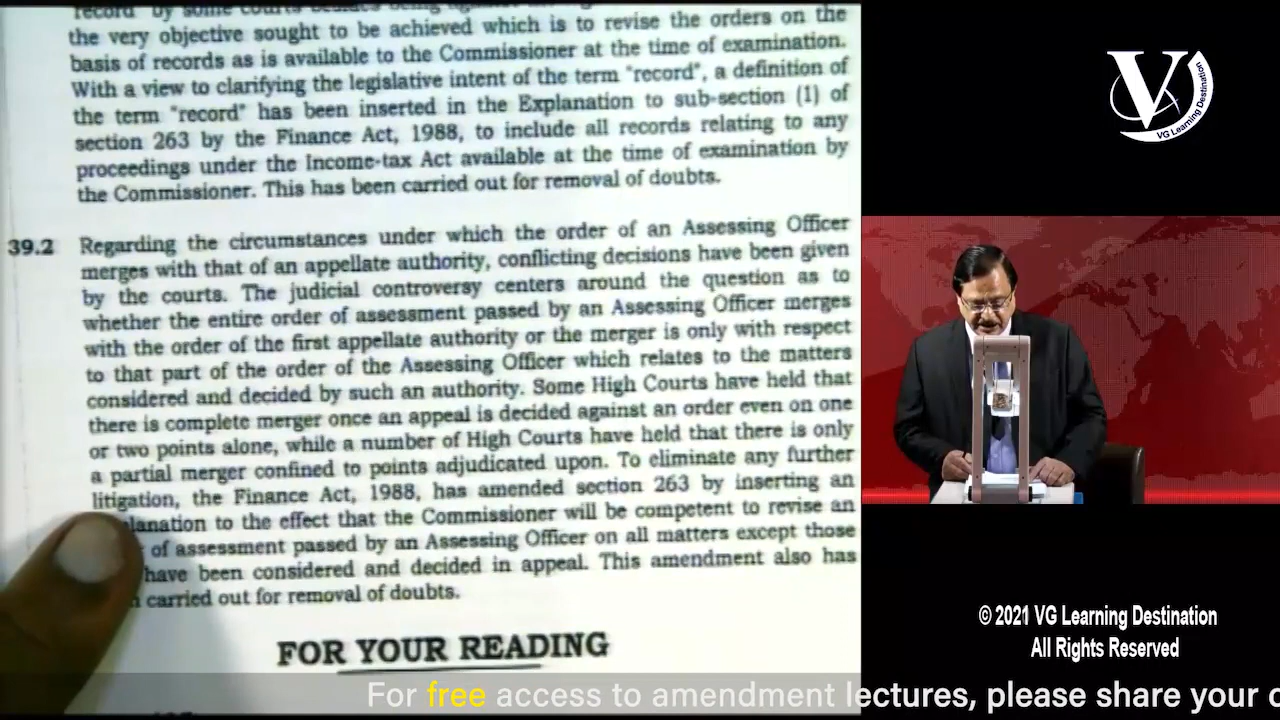 record" by some courts
the very objective sought to be achieved which is to revise the orders on the
basis of records as is available to the Commissioner at the time of examination.
With a view to clarifying the legislative intent of the term "record", a definition of
the term "record" has been inserted in the Explanation to sub-section (1) of
section 263 by the Finance Act, 1988, to include all records relating to any
proceedings under the Income-tax Act available at the time of examination by
the Commissioner. This has been carried out for removal of doubts.
39.2 Regarding the circumstances under which the order of an Assessing Officer
merges with that of an appellate authority, conflicting decisions have been given
by the courts. The judicial controversy centers around the question as to
whether the entire order of assessment passed by an Assessing Officer merges
with the order of the first appellate authority or the merger is only with respect
to that part of the order of the Assessing Officer which relates to the matters
considered and decided by such an authority. Some High Courts have held that
there is complete merger once an appeal is decided against an order even on one
or two points alone, while a number of High Courts have held that there is only
a partial merger confined to points adjudicated upon. To eliminate any further
litigation, the Finance Act, 1988, has amended section 263 by inserting an
lanation to the effect that the Commissioner will be competent to revise an
of assessment passed by an Assessing Officer on all matters except those
have been considered and decided in appeal. This amendment also has
carried out for removal of doubts.
FOR YOUR READING
V
VG Learning Destination
© 2021 VG Learning Destination
All Rights Reserved
For free access to amendment lectures, please share your